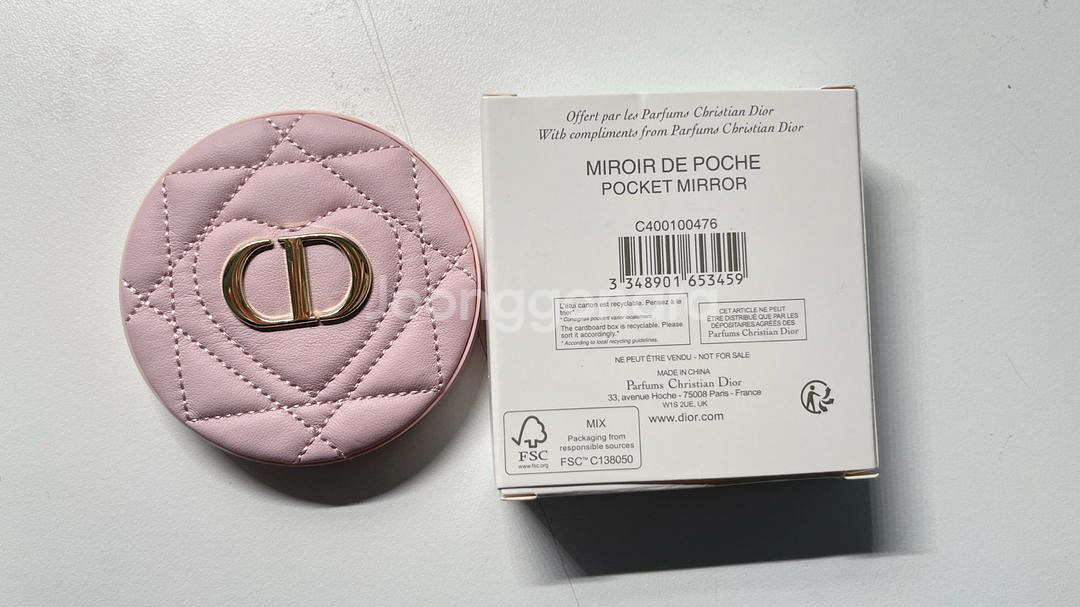 CD
Offert par les Parfums Christian Dior
With compliments from Parfums Christian Dior
MIROIR DE POCHE
POCKET MIRROR
C400100476
3 348901 653459
L'étui carton est recyclable. Pensez à le
trier*
* Consignes pouvant varier localement.
The cardboard box is recyclable. Please
sort it accordingly.*
* According to local recycling guidelines.
CET ARTICLE NE PEUT
ÊTRE DISTRIBUÉ QUE PAR LES
DÉPOSITAIRES AGRÉÉS DES
Parfums Christian Dior
NE PEUT ÊTRE VENDU - NOT FOR SALE
MADE IN CHINA
Parfums Christian Dior
33, avenue Hoche - 75008 Paris - France
W1S 2UE, UK
www.dior.com
FSC
www.fsc.org
MIX
Packaging from
responsible sources
FSC™ C138050
Joonggonara